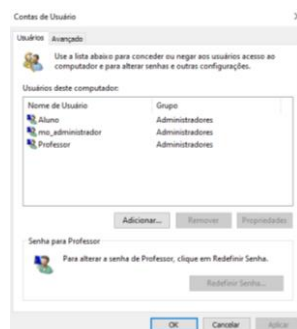 Contas de Usuário
Usuários Avançado
Use a lista abaixo para conceder ou negar aos usuários acesso ao
computador e para alterar senhas e outras configurações.
Usuários deste computador:
Nome de Usuário Grupo
Aluno Administradores
mo_administrador Administradores
Professor Administradores
Adicionar... Remover Propriedades
Senha para Professor
Para alterar a senha de Professor, clique em Redefinir Senha.
Redefinir Senha...
OK Cancelar Aplicar